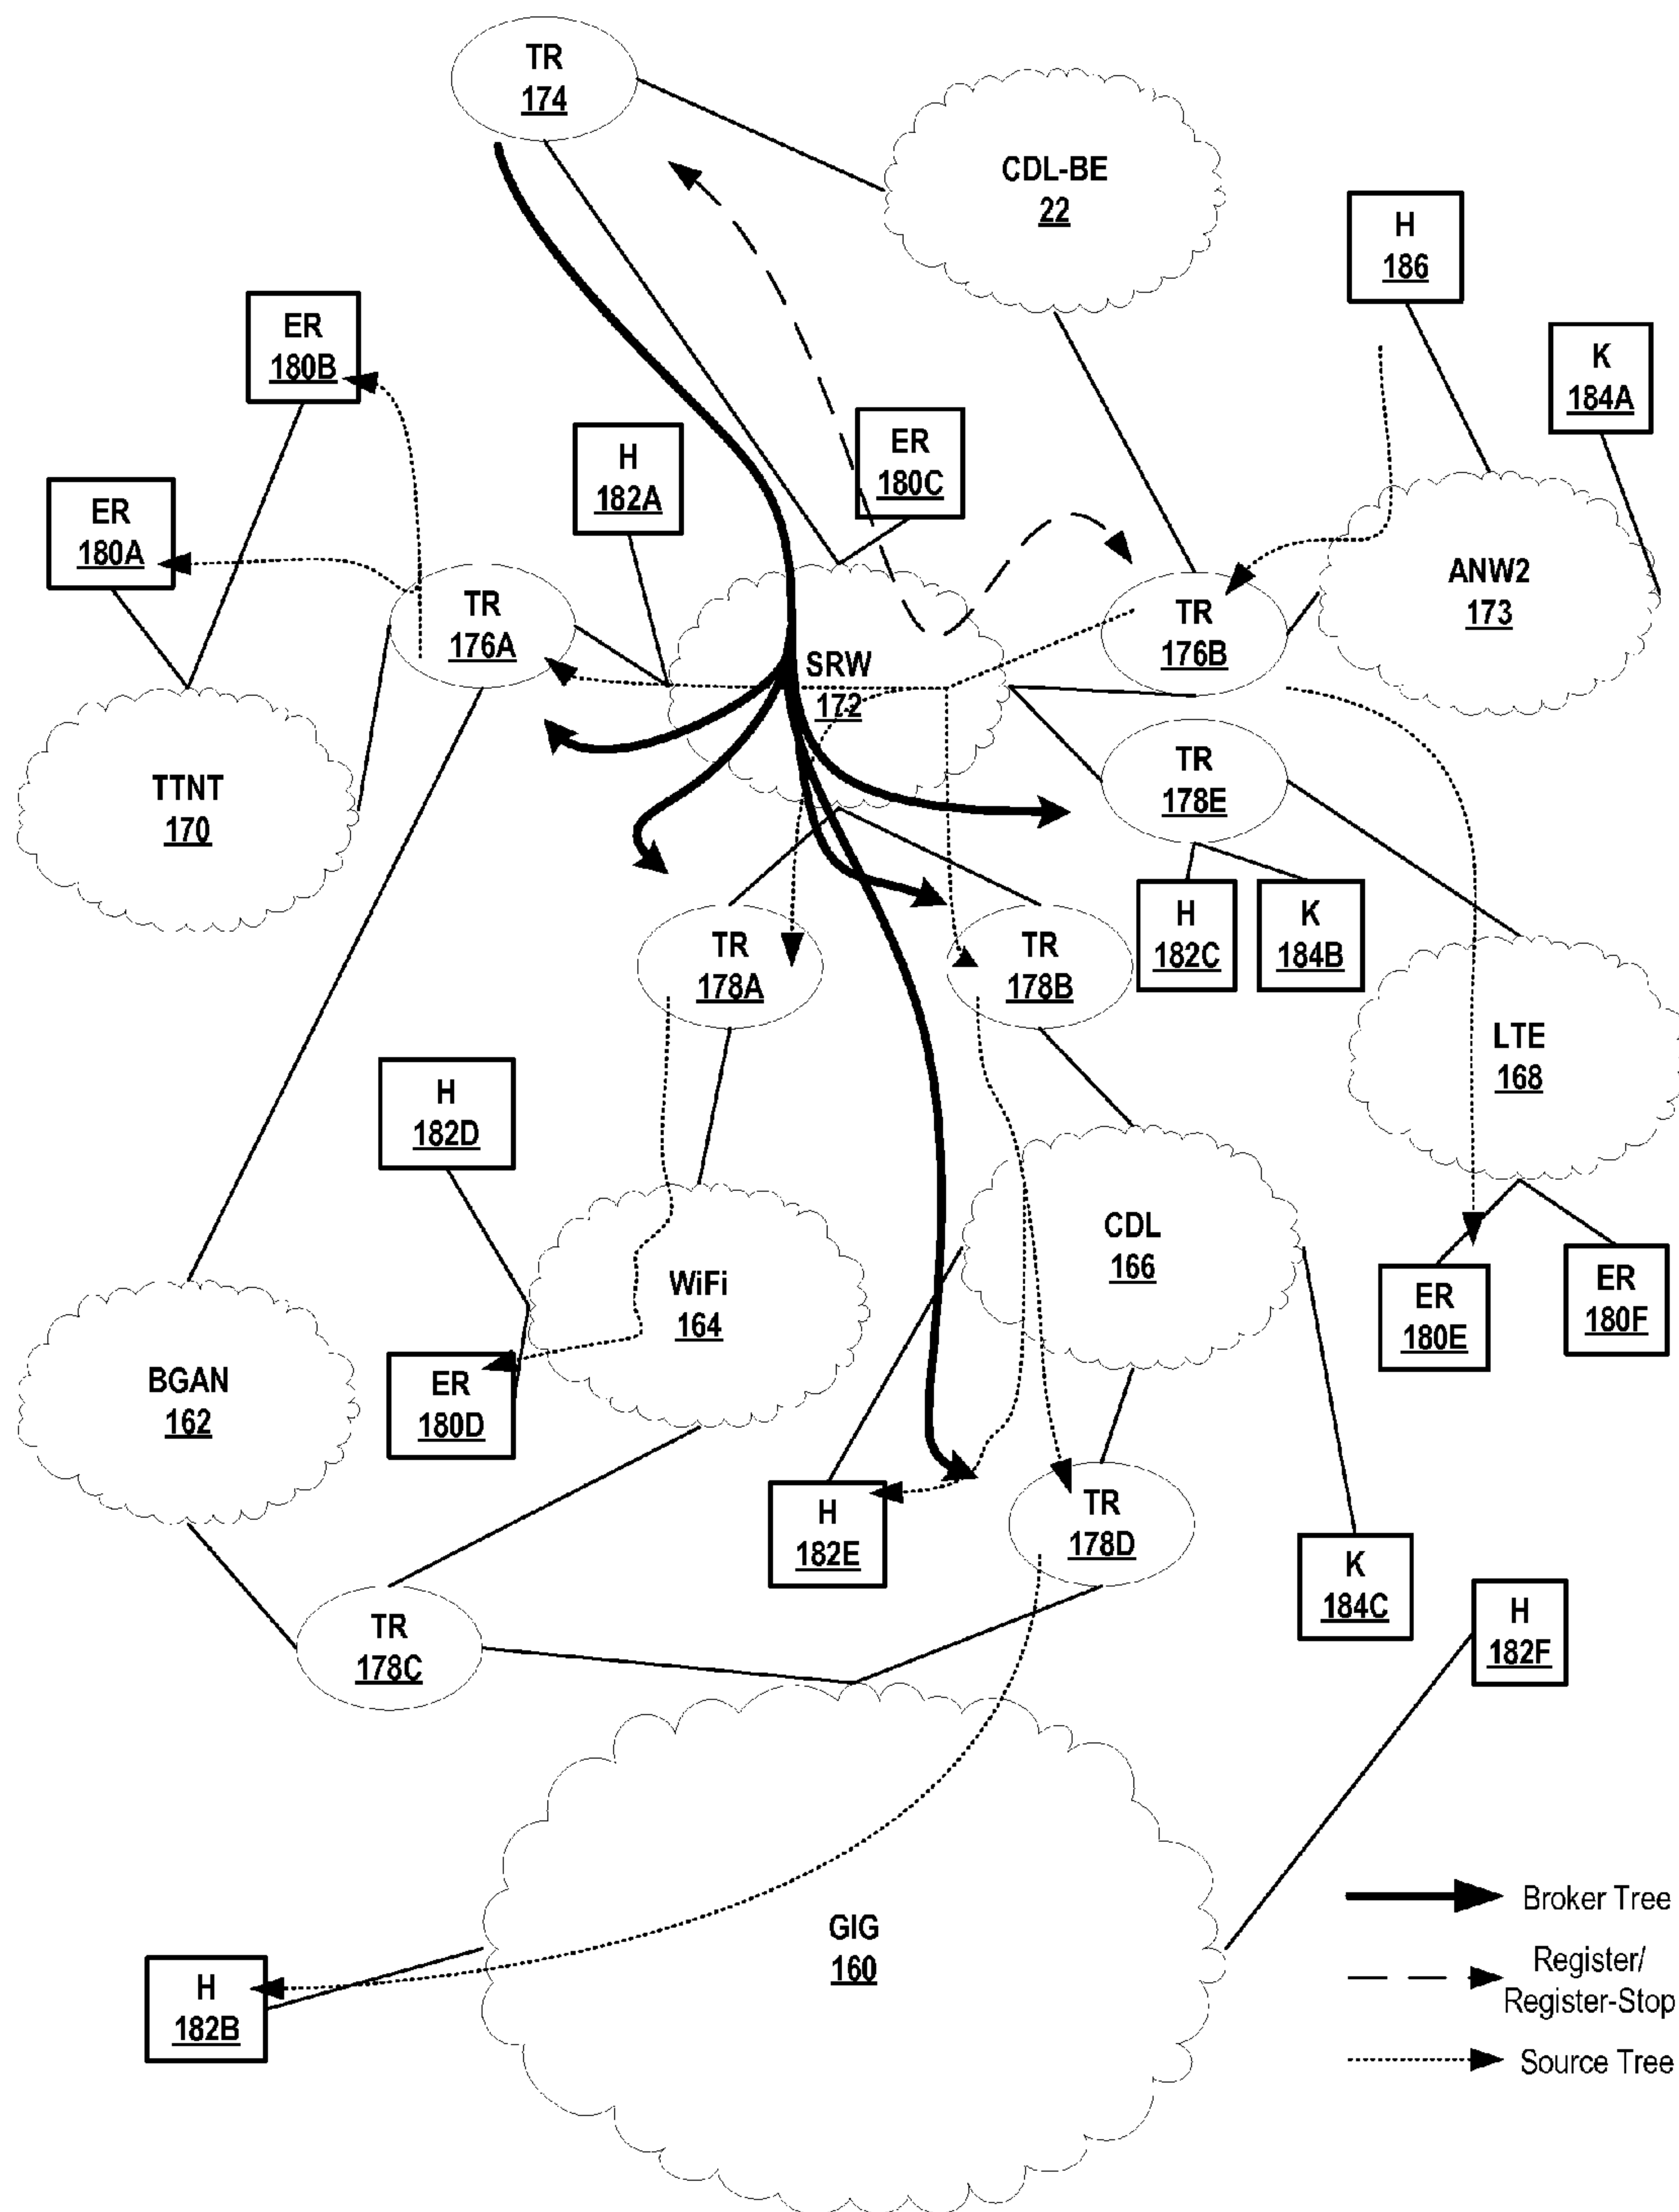 TR
174
CDL-BE
22
H
186
ER
180B
K
184A
H
182A
ER
180C
ER
180A
TR
176A
TR
176B
ANW2
173
SRW
172
TTNT
170
TR
178E
H
182C
K
184B
TR
178A
TR
178B
LTE
168
H
182D
CDL
166
WiFi
164
ER
180E
ER
180F
BGAN
162
ER
180D
H
182E
TR
178D
K
184C
H
182F
TR
178C
GIG
160
H
182B
Broker Tree
Register/
Register-Stop
Source Tree